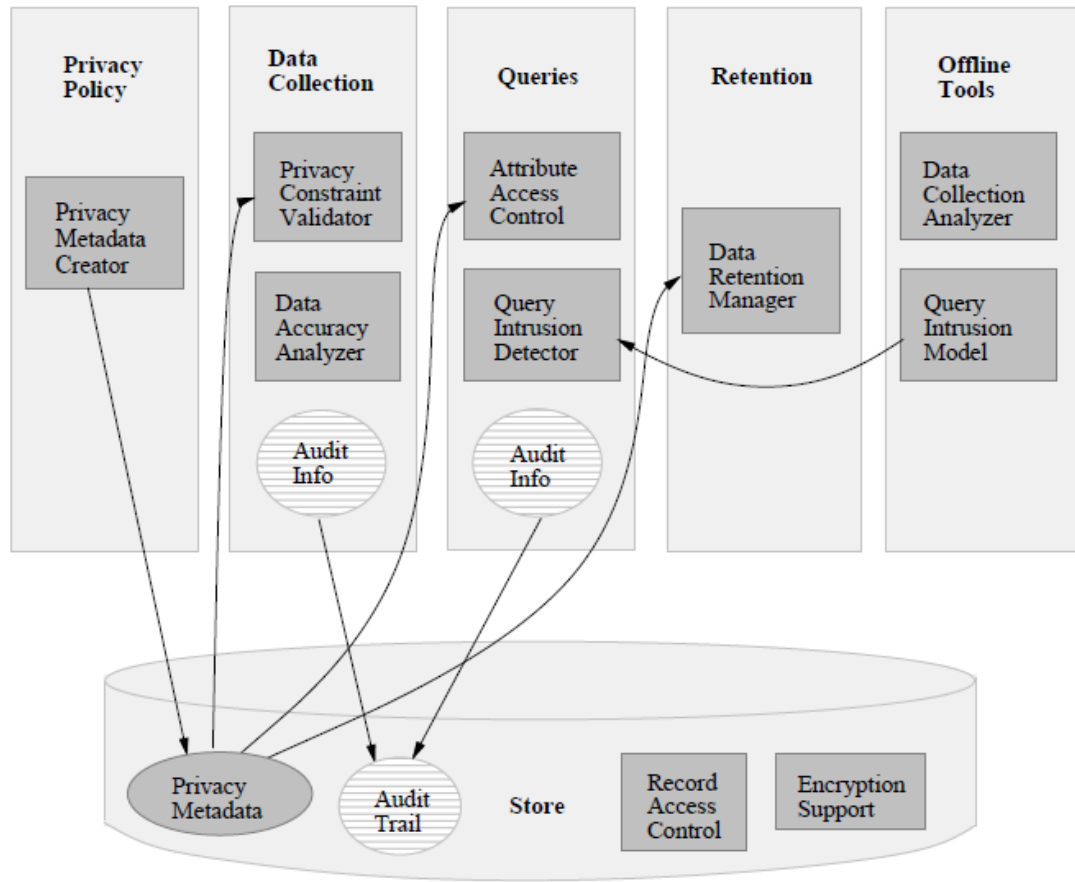 Privacy
Policy
Privacy
Metadata
Creator
Data
Collection
Privacy
Constraint
Validator
Data
Accuracy
Analyzer
Audit
Info
Queries
Attribute
Access
Control
Query
Intrusion
Detector
Audit
Info
Retention
Data
Retention
Manager
Offline
Tools
Data
Collection
Analyzer
Query
Intrusion
Model
Privacy
Metadata
Audit
Trail
Store
Record
Access
Control
Encryption
Support